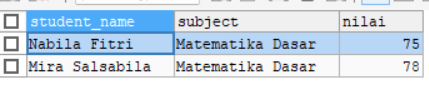 student_name subject nilai
Nabila Fitri Matematika Dasar 75
Mira Salsabila Matematika Dasar 78